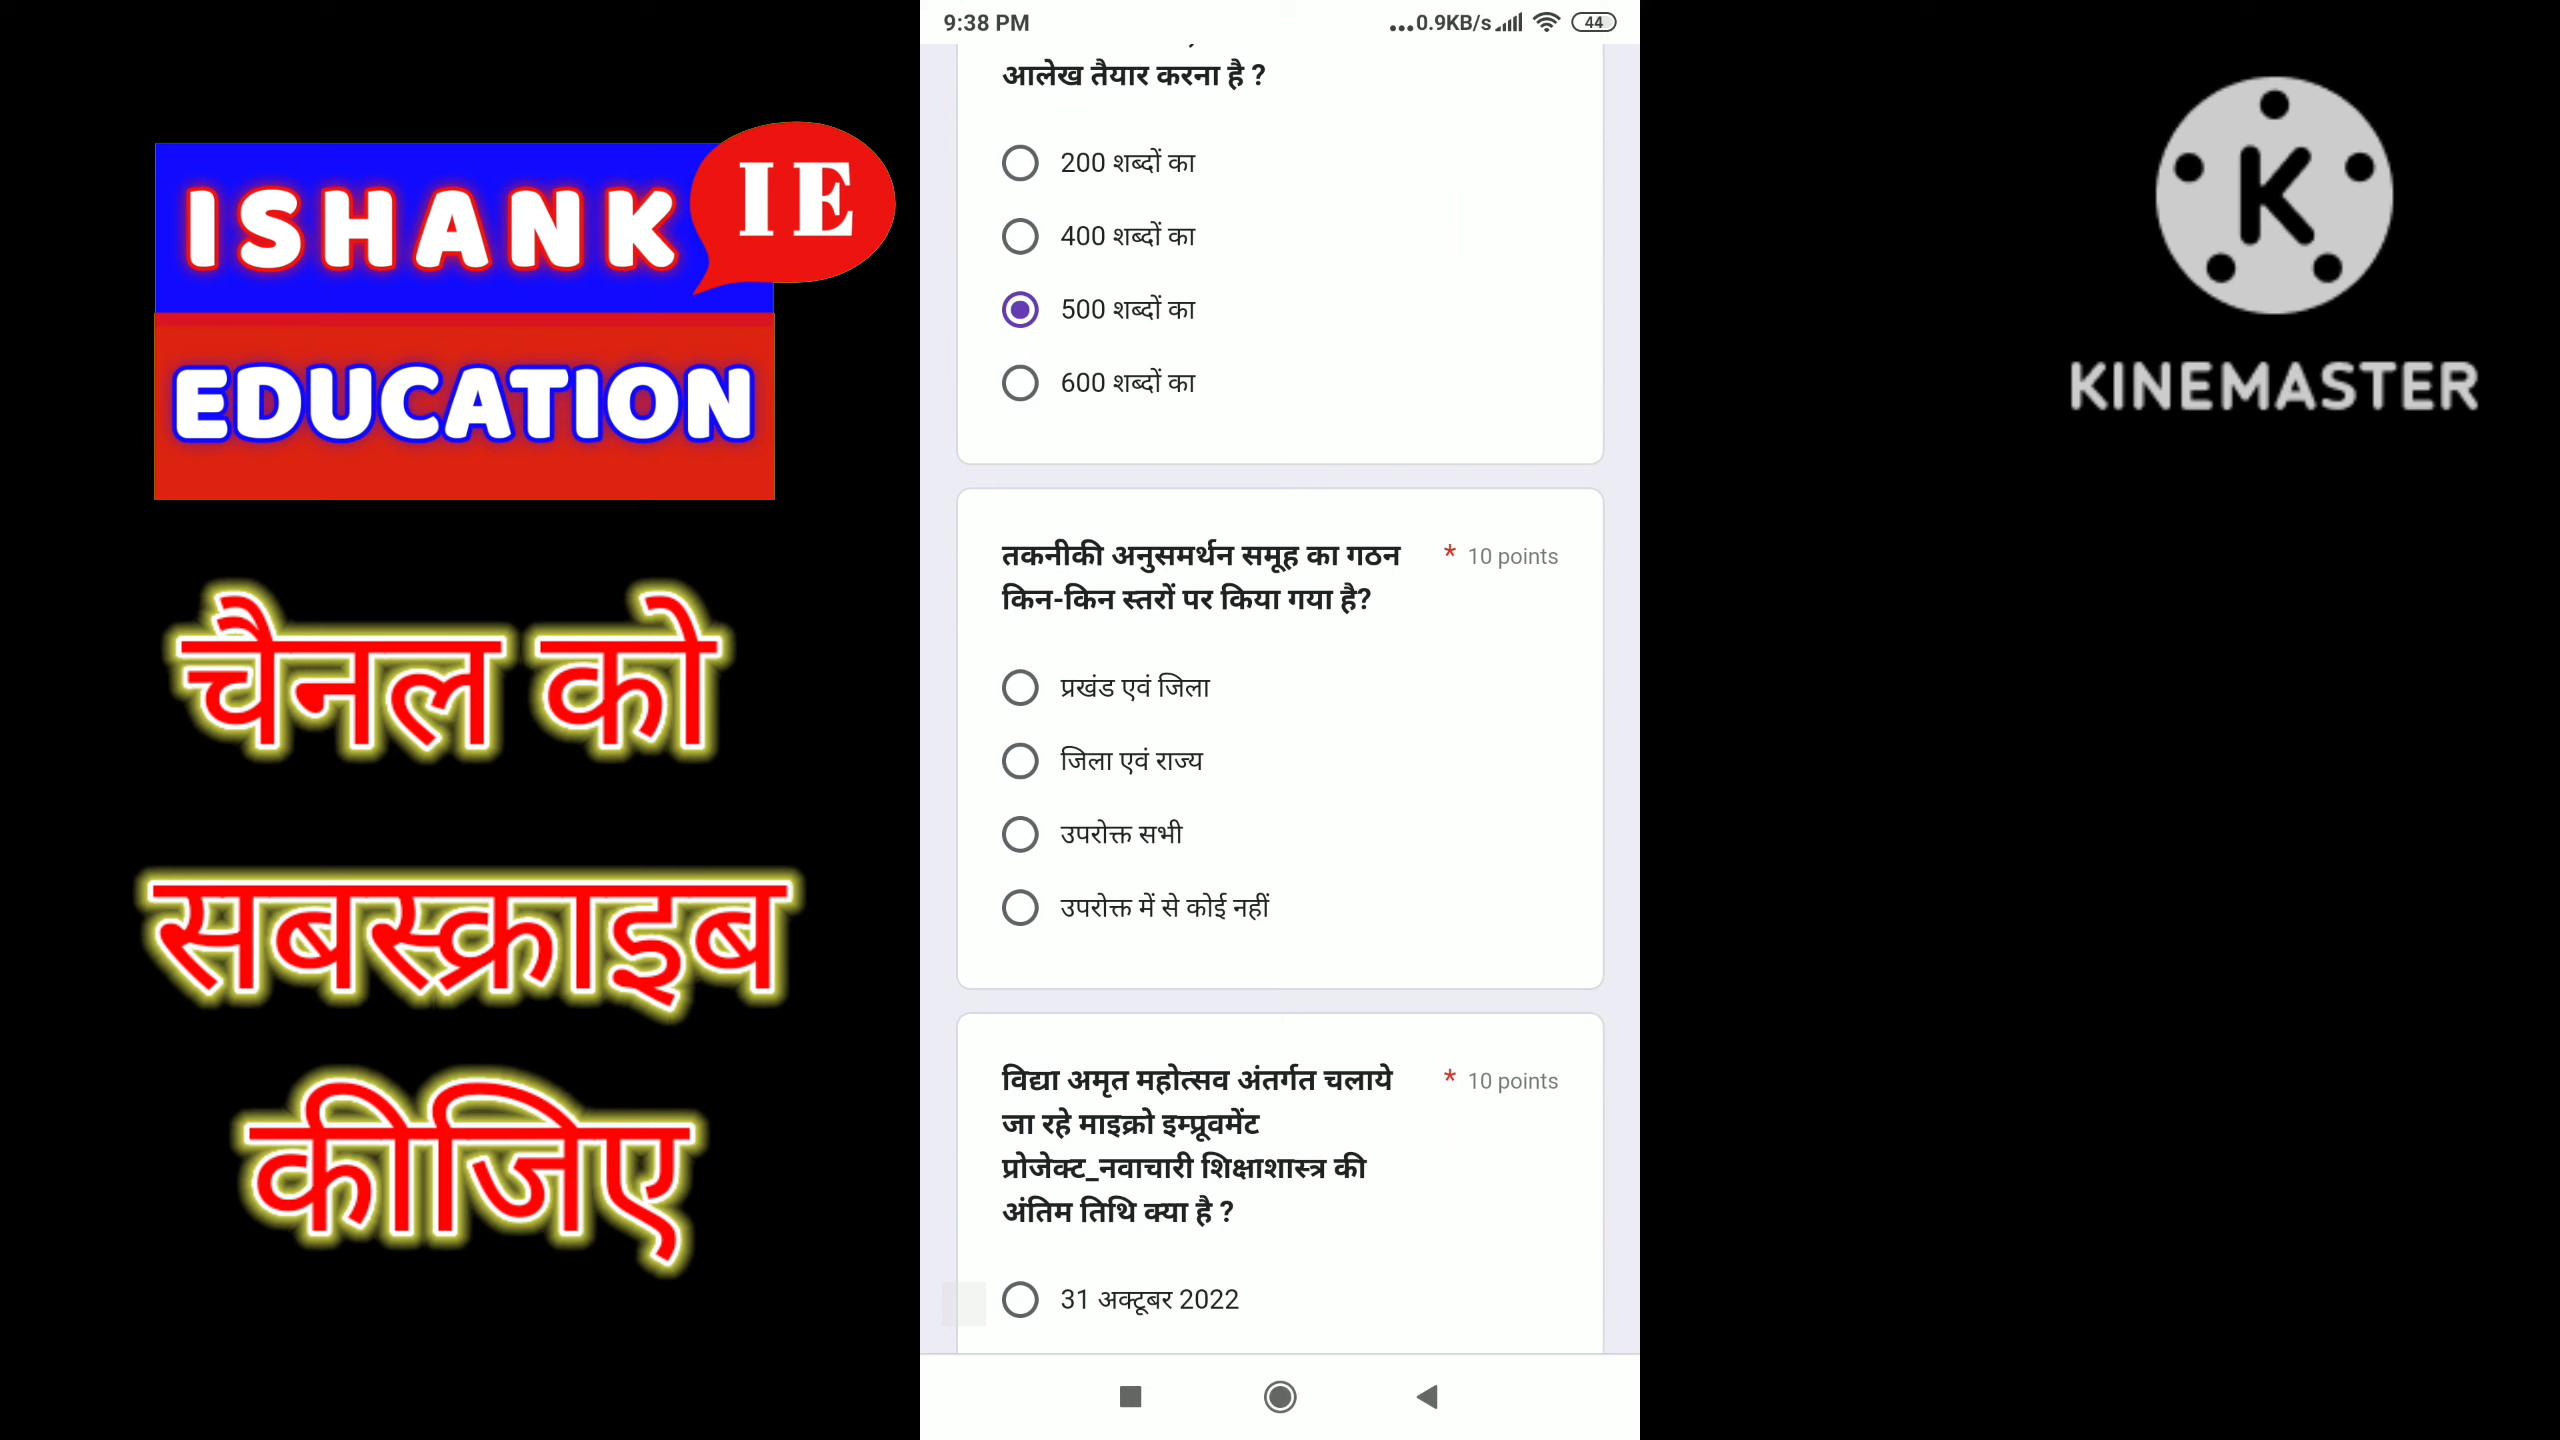 ISHANK
IE
EDUCATION
चैनल को
सबस्क्राइब
कीजिए
9:38 PM
...0.9KB/s
44
आलेख तैयार करना है ?
200 शब्दों का
400 शब्दों का
500 शब्दों का
600 शब्दों का
तकनीकी अनुसमर्थन समूह का गठन
* 10 points
किन-किन स्तरों पर किया गया है?
प्रखंड एवं जिला
जिला एवं राज्य
उपरोक्त सभी
उपरोक्त में से कोई नहीं
विद्या अमृत महोत्सव अंतर्गत चलाये
* 10 points
जा रहे माइक्रो इम्प्रूवमेंट
प्रोजेक्ट_नवाचारी शिक्षाशास्त्र की
अंतिम तिथि क्या है ?
31 अक्टूबर 2022
K
KINEMASTER